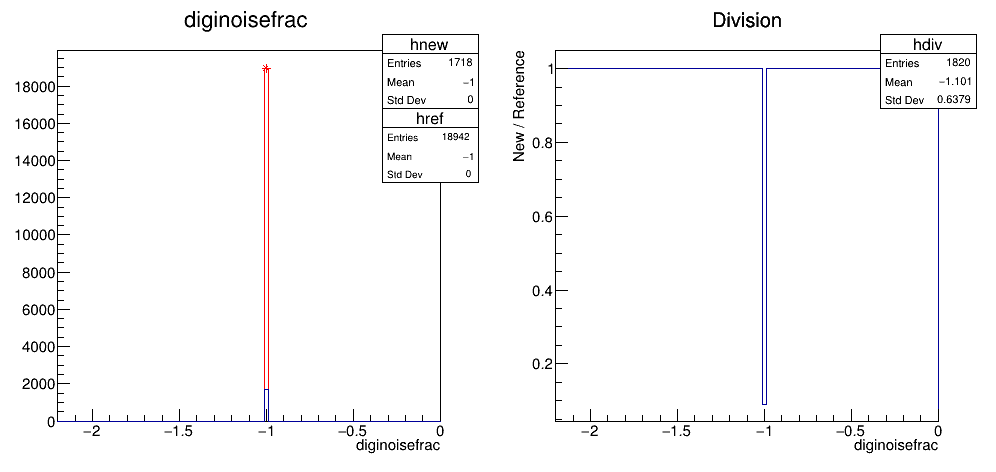 diginoisefrac
hnew
Entries 1718
Mean −1
Std Dev 0
href
Entries 18942
Mean −1
Std Dev 0
18000
16000
14000
12000
10000
8000
6000
4000
2000
0
−2 −1.5 −1 −0.5 0
diginoisefrac
Division
hdiv
Entries 1820
Mean −1.101
Std Dev 0.6379
New / Reference
1
0.8
0.6
0.4
0.2
−2 −1.5 −1 −0.5 0
diginoisefrac